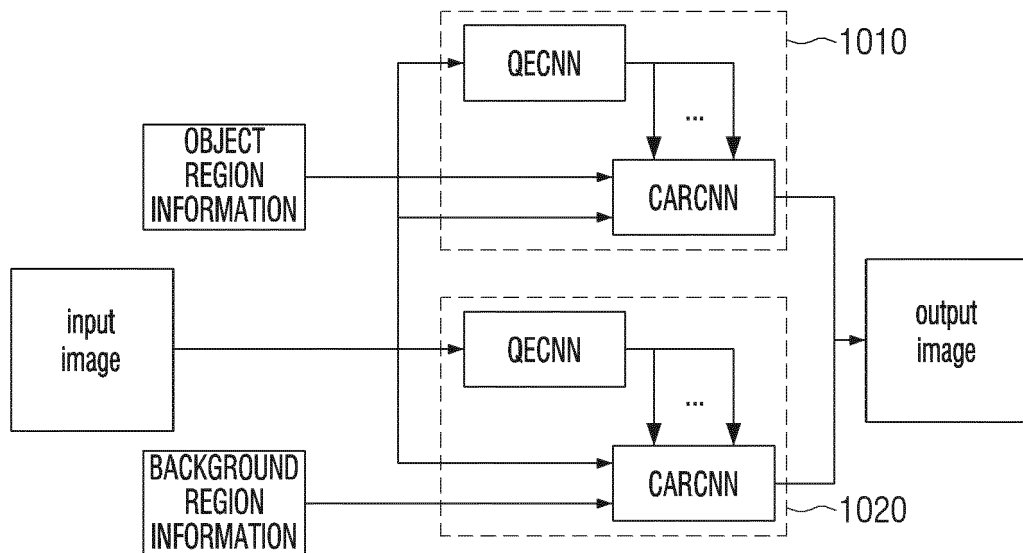 QECNN
1010
...
OBJECT
REGION
INFORMATION
CARCNN
input
image
QECNN
output
image
...
BACKGROUND
REGION
INFORMATION
CARCNN
1020